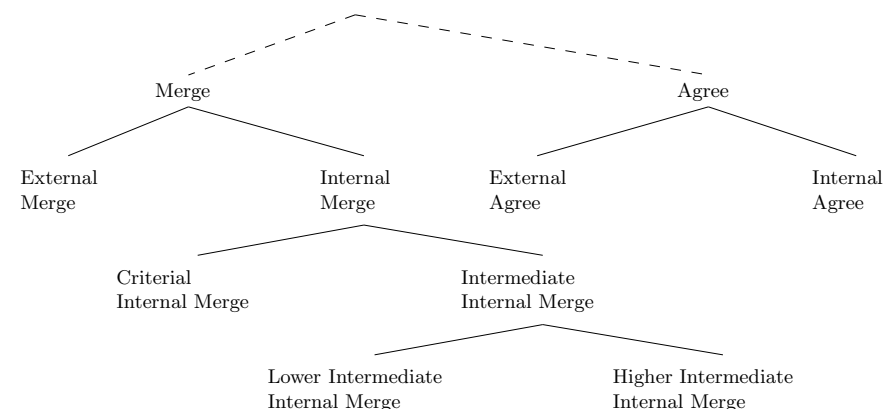 Merge
Agree
External
Merge
Internal
Merge
External
Agree
Internal
Agree
Criterial
Internal Merge
Intermediate
Internal Merge
Lower Intermediate
Internal Merge
Higher Intermediate
Internal Merge